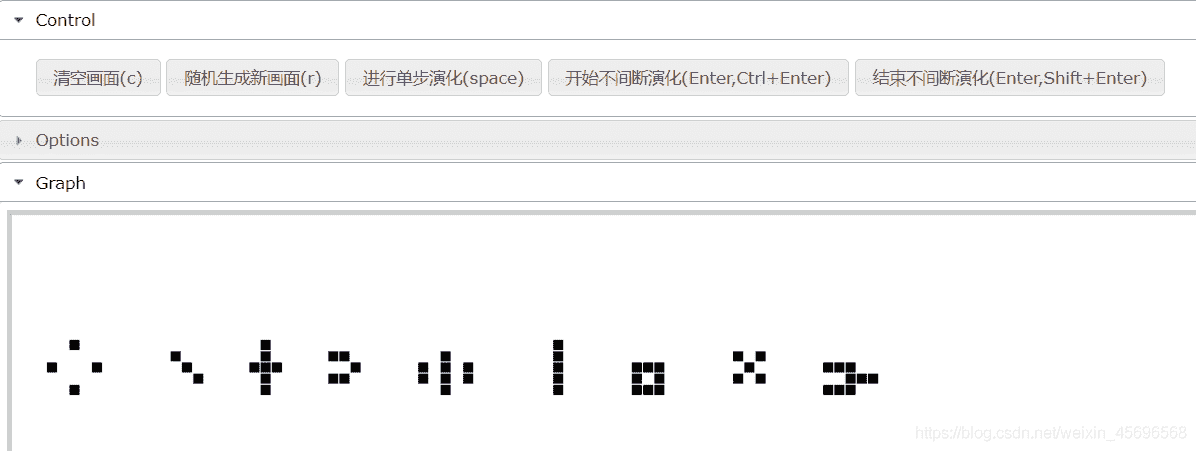 Control
清空画面(c) 随机生成新画面(r) 进行单步演化(space) 开始不间断演化(Enter,Ctrl+Enter) 结束不间断演化(Enter,Shift+Enter)
Options
Graph
https://blog.csdn.net/weixin_45696568